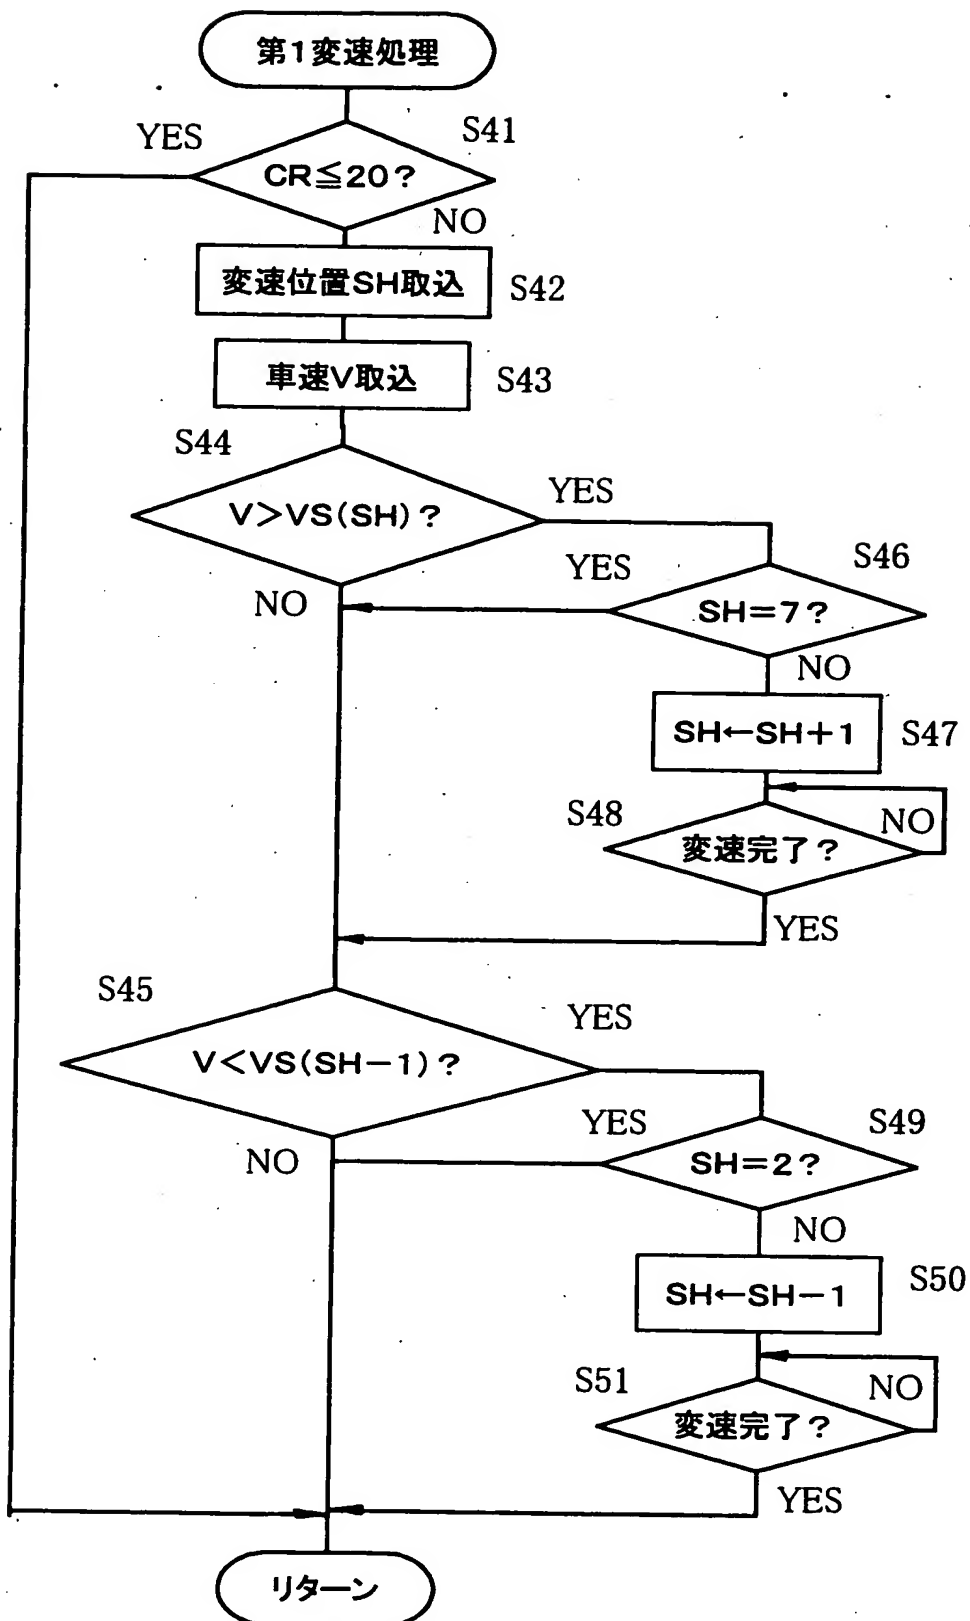 第1変速処理
YES
S41
CR≦20?
NO
変速位置SH取込
S42
車速V取込
S43
S44
V>VS(SH)?
YES
NO
YES
S46
SH=7?
NO
SH←SH+1
S47
S48
変速完了?
NO
YES
S45
V<VS(SH-1)?
YES
NO
YES
S49
SH=2?
NO
SH←SH-1
S50
S51
変速完了?
NO
YES
リターン